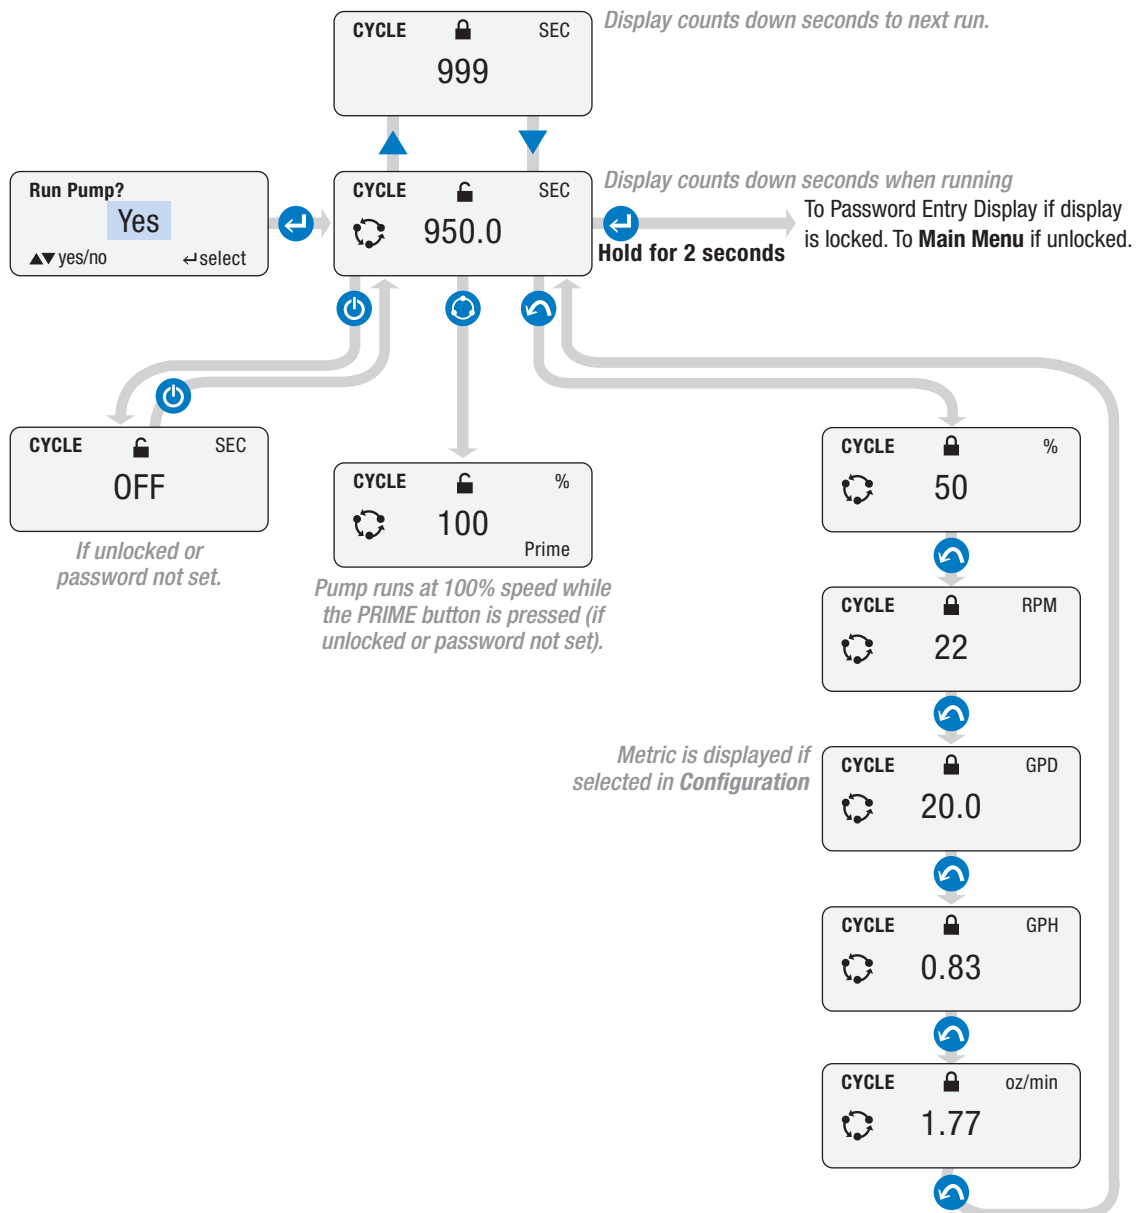 CYCLE SEC
999
Display counts down seconds to next run.
Run Pump?
Yes
▲▼ yes/no ↵ select
CYCLE SEC
950.0
Display counts down seconds when running
Hold for 2 seconds
To Password Entry Display if display
is locked. To Main Menu if unlocked.
CYCLE SEC
OFF
If unlocked or
password not set.
CYCLE %
100
Prime
Pump runs at 100% speed while
the PRIME button is pressed (if
unlocked or password not set).
CYCLE %
50
CYCLE RPM
22
Metric is displayed if
selected in Configuration
CYCLE GPD
20.0
CYCLE GPH
0.83
CYCLE oz/min
1.77